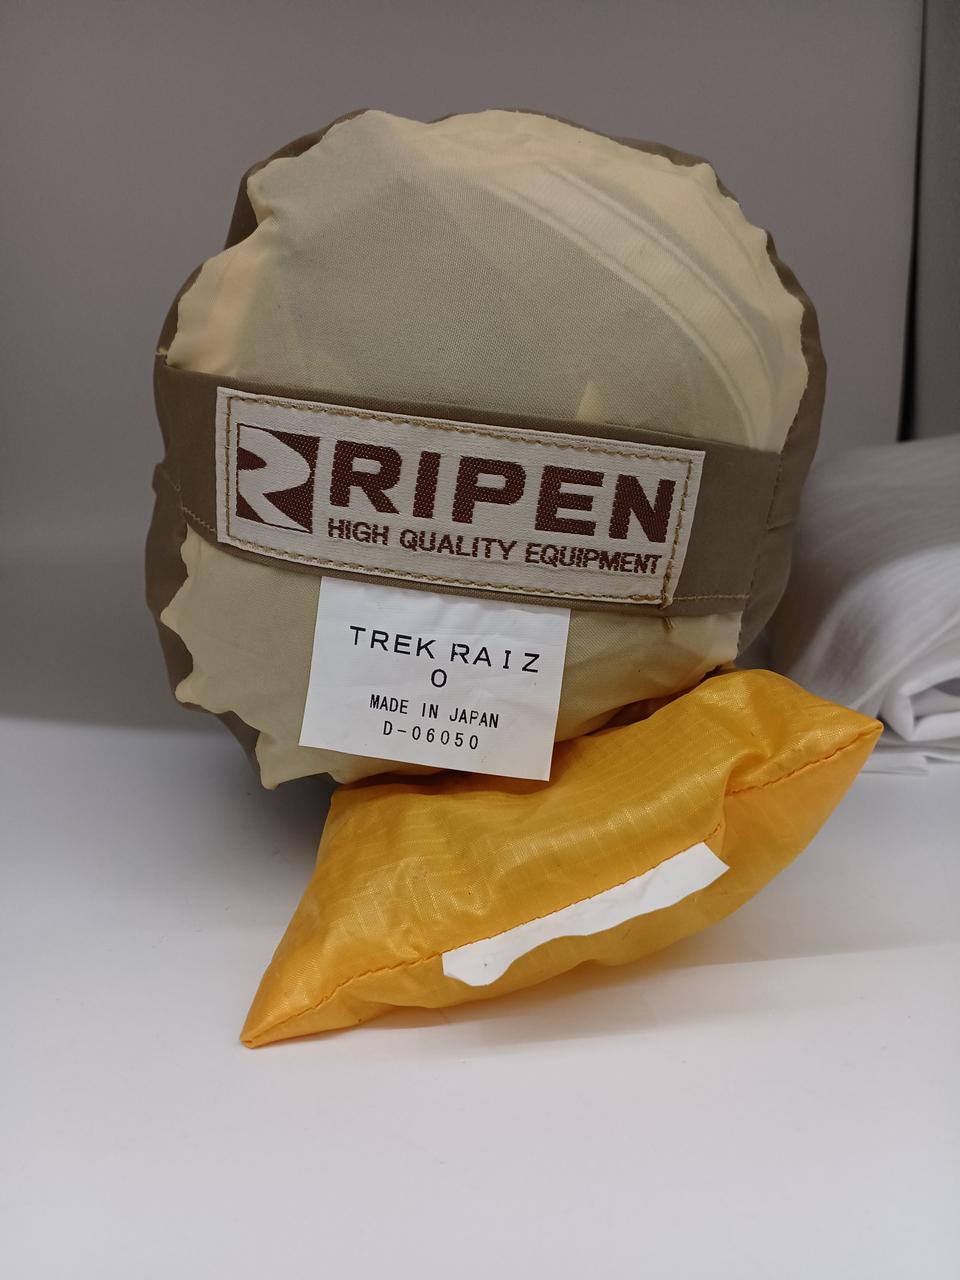 RIPEN
HIGH QUALITY EQUIPMENT
TREK RAIZ
0
MADE IN JAPAN
D-06050